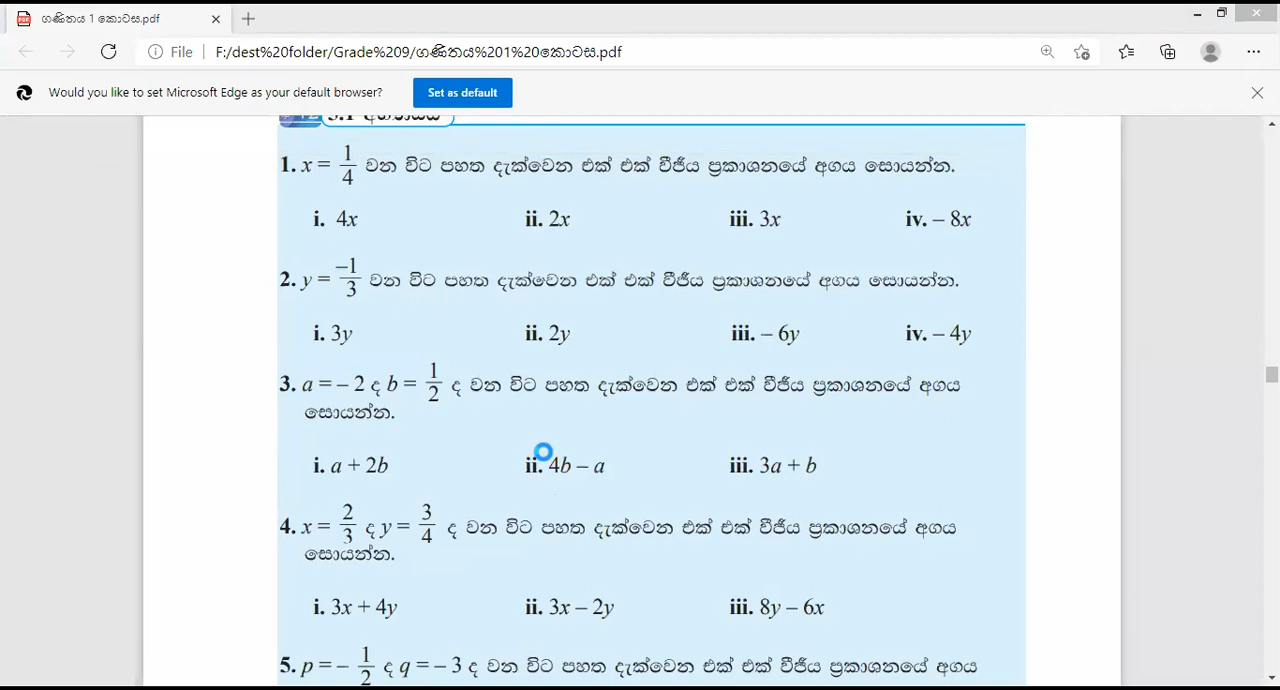 ගණිතය 1 කොටස.pdf
File F:/dest%20folder/Grade%209/ගණිතය%201%20කොටස.pdf
Would you like to set Microsoft Edge as your default browser? Set as default
5.1 අභ්‍යාසය
1. x = 1/4 වන විට පහත දැක්වෙන එක් එක් වීජීය ප්‍රකාශනයේ අගය සොයන්න.
i. 4x ii. 2x iii. 3x iv. – 8x
2. y = –1/3 වන විට පහත දැක්වෙන එක් එක් වීජීය ප්‍රකාශනයේ අගය සොයන්න.
i. 3y ii. 2y iii. – 6y iv. – 4y
3. a = – 2 ද b = 1/2 ද වන විට පහත දැක්වෙන එක් එක් වීජීය ප්‍රකාශනයේ අගය
සොයන්න.
i. a + 2b ii. 4b – a iii. 3a + b
4. x = 2/3 ද y = 3/4 ද වන විට පහත දැක්වෙන එක් එක් වීජීය ප්‍රකාශනයේ අගය
සොයන්න.
i. 3x + 4y ii. 3x – 2y iii. 8y – 6x
5. p = – 1/2 ද q = – 3 ද වන විට පහත දැක්වෙන එක් එක් වීජීය ප්‍රකාශනයේ අගය